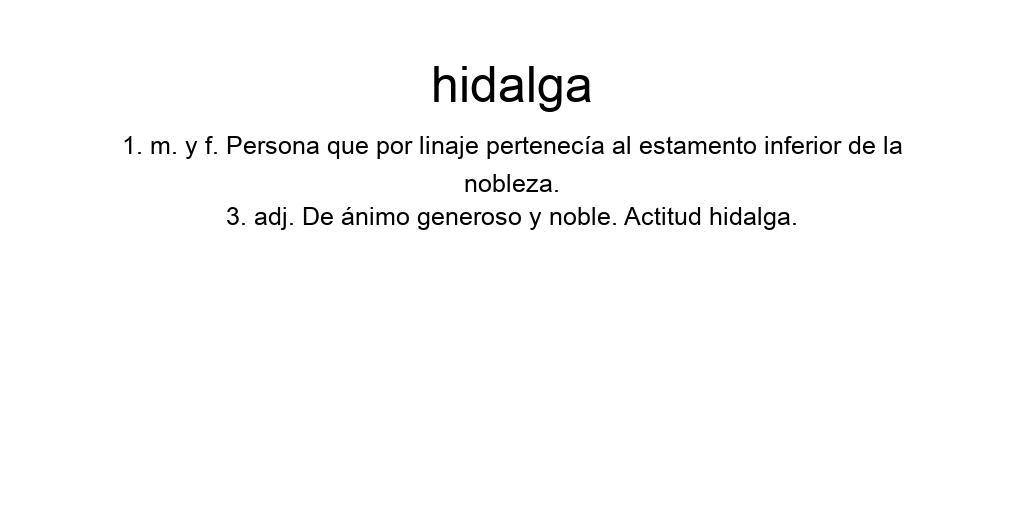 hidalga
1. m. y f. Persona que por linaje pertenecía al estamento inferior de la
nobleza.
3. adj. De ánimo generoso y noble. Actitud hidalga.